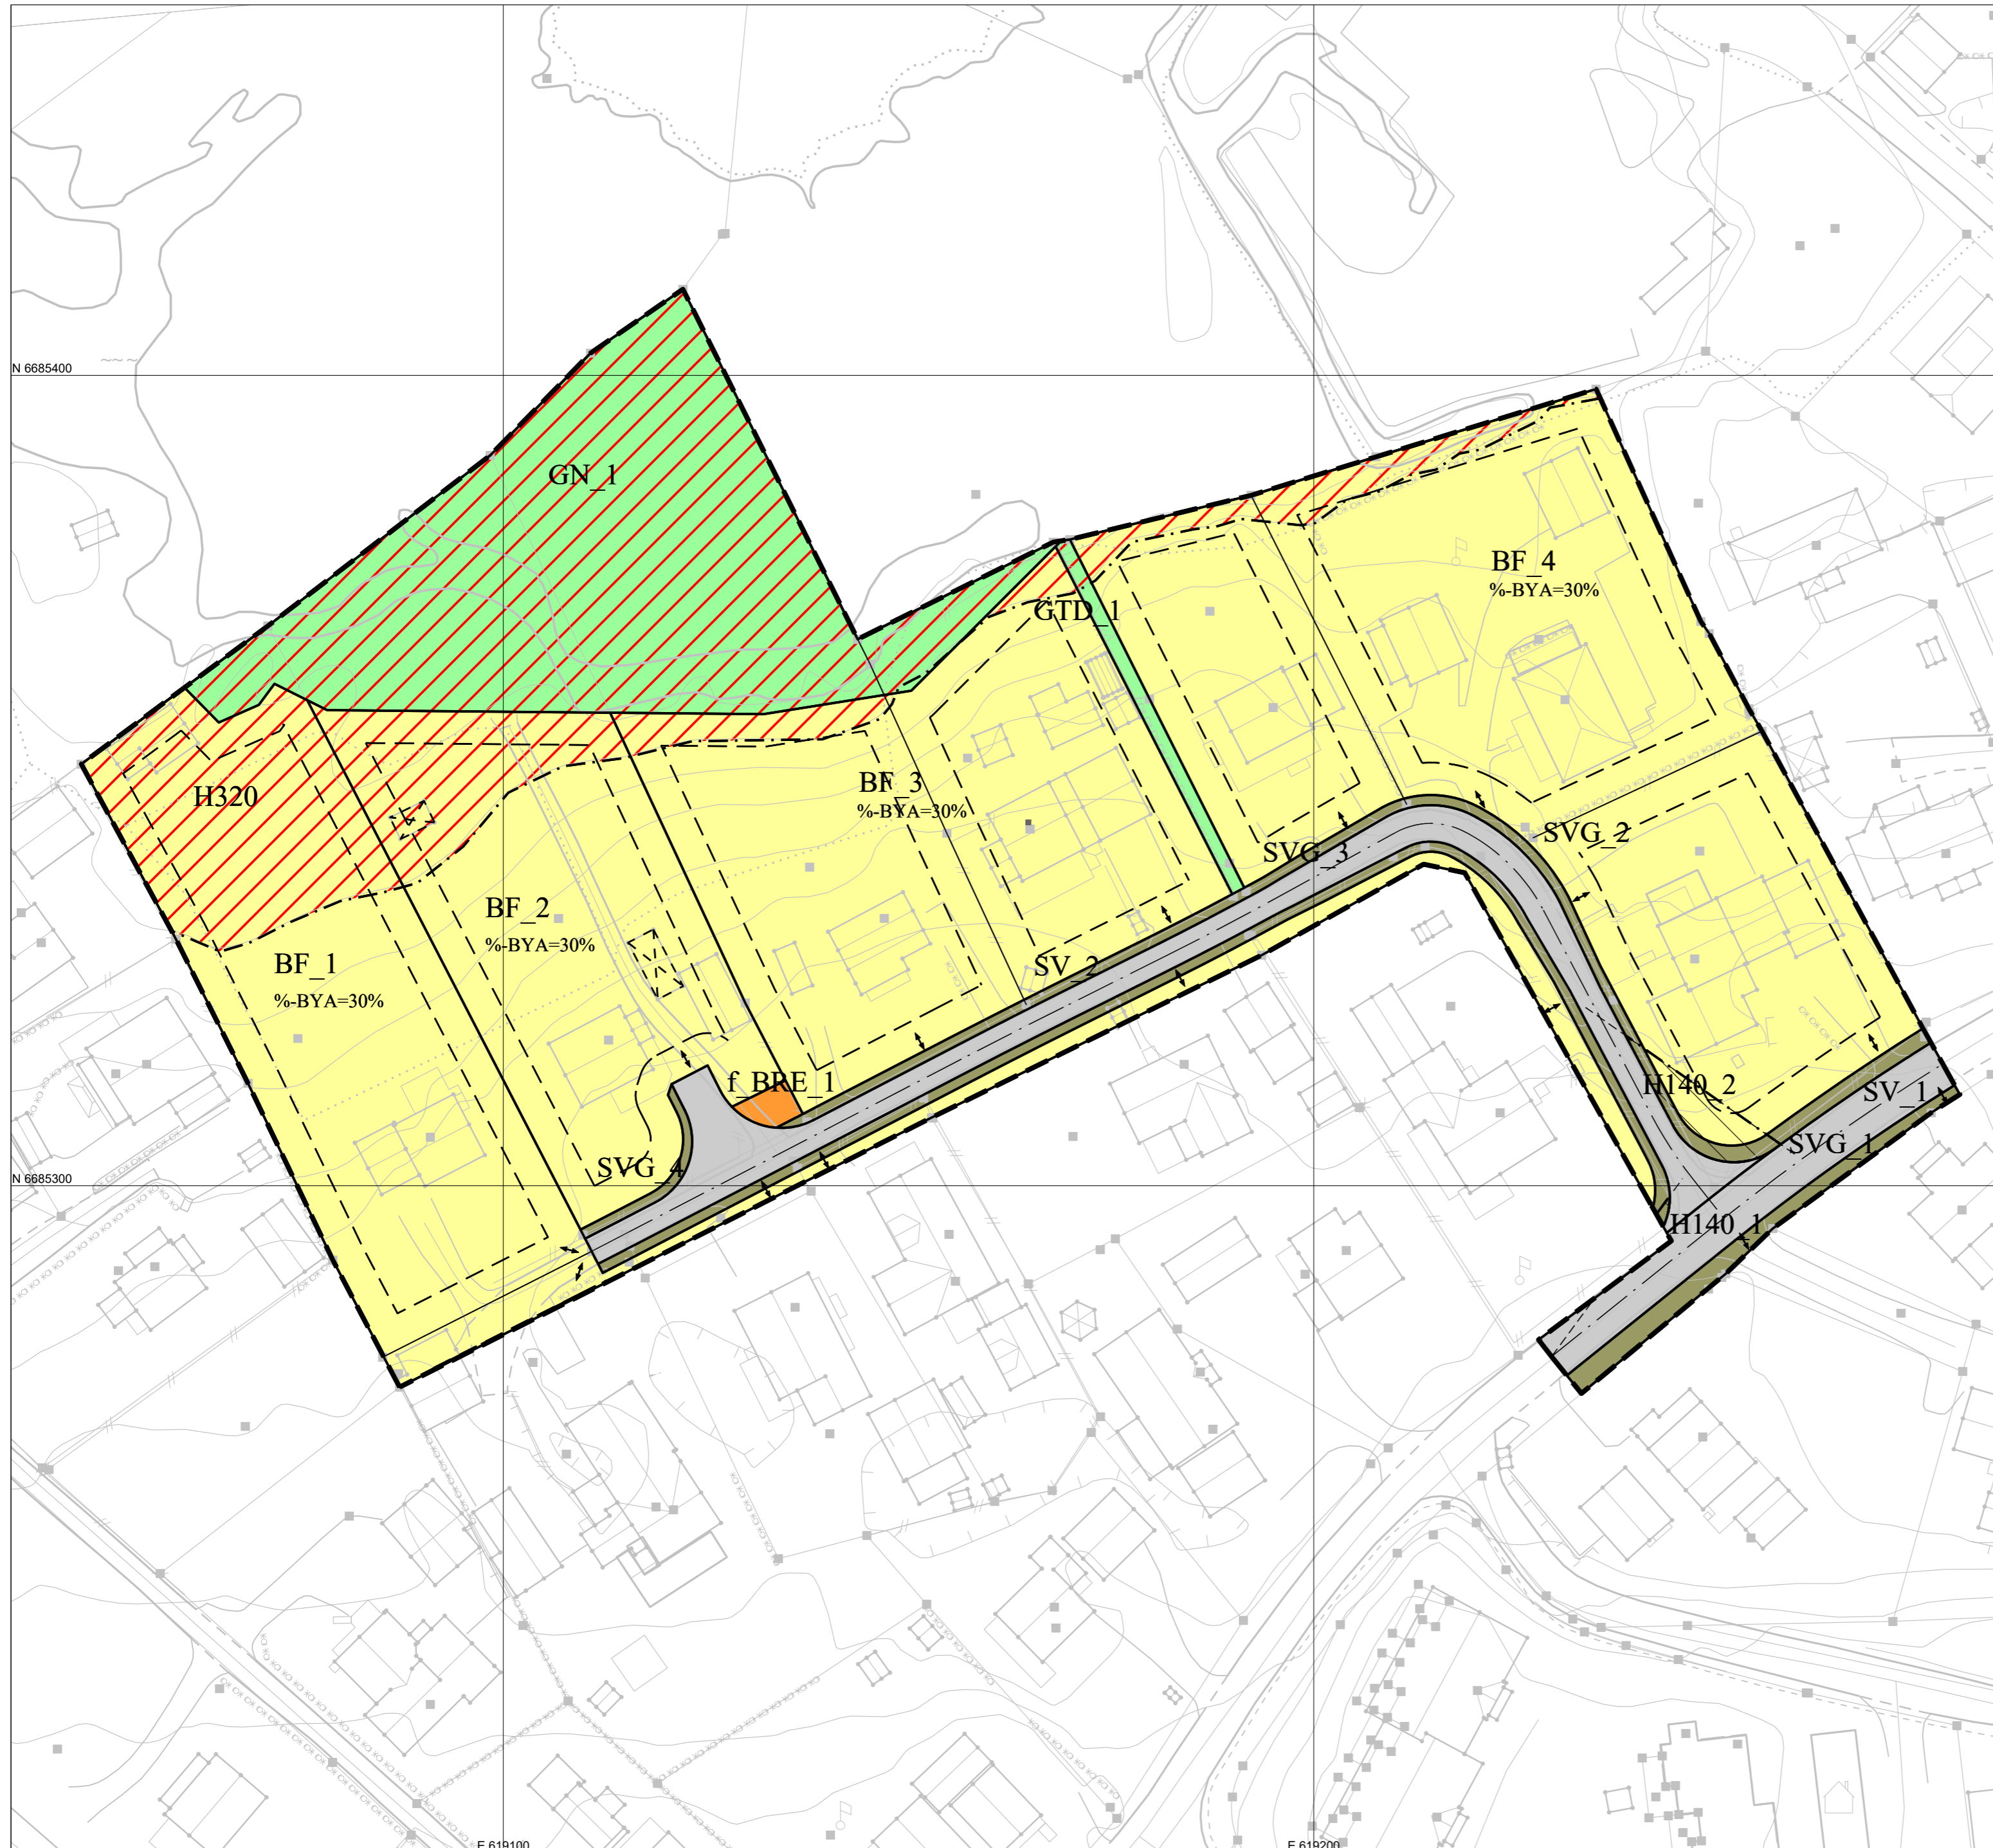 N 6685400
GN_1
BF_4
%-BYA=30%
GTD_1
BF_3
%-BYA=30%
H320
SVG_2
SVG_3
BF_2
%-BYA=30%
BF_1
%-BYA=30%
SV_2
f_BRE_1
H140_2
SV_1
SVG_1
SVG_4
N 6685300
H140_1
E 619100
E 619200